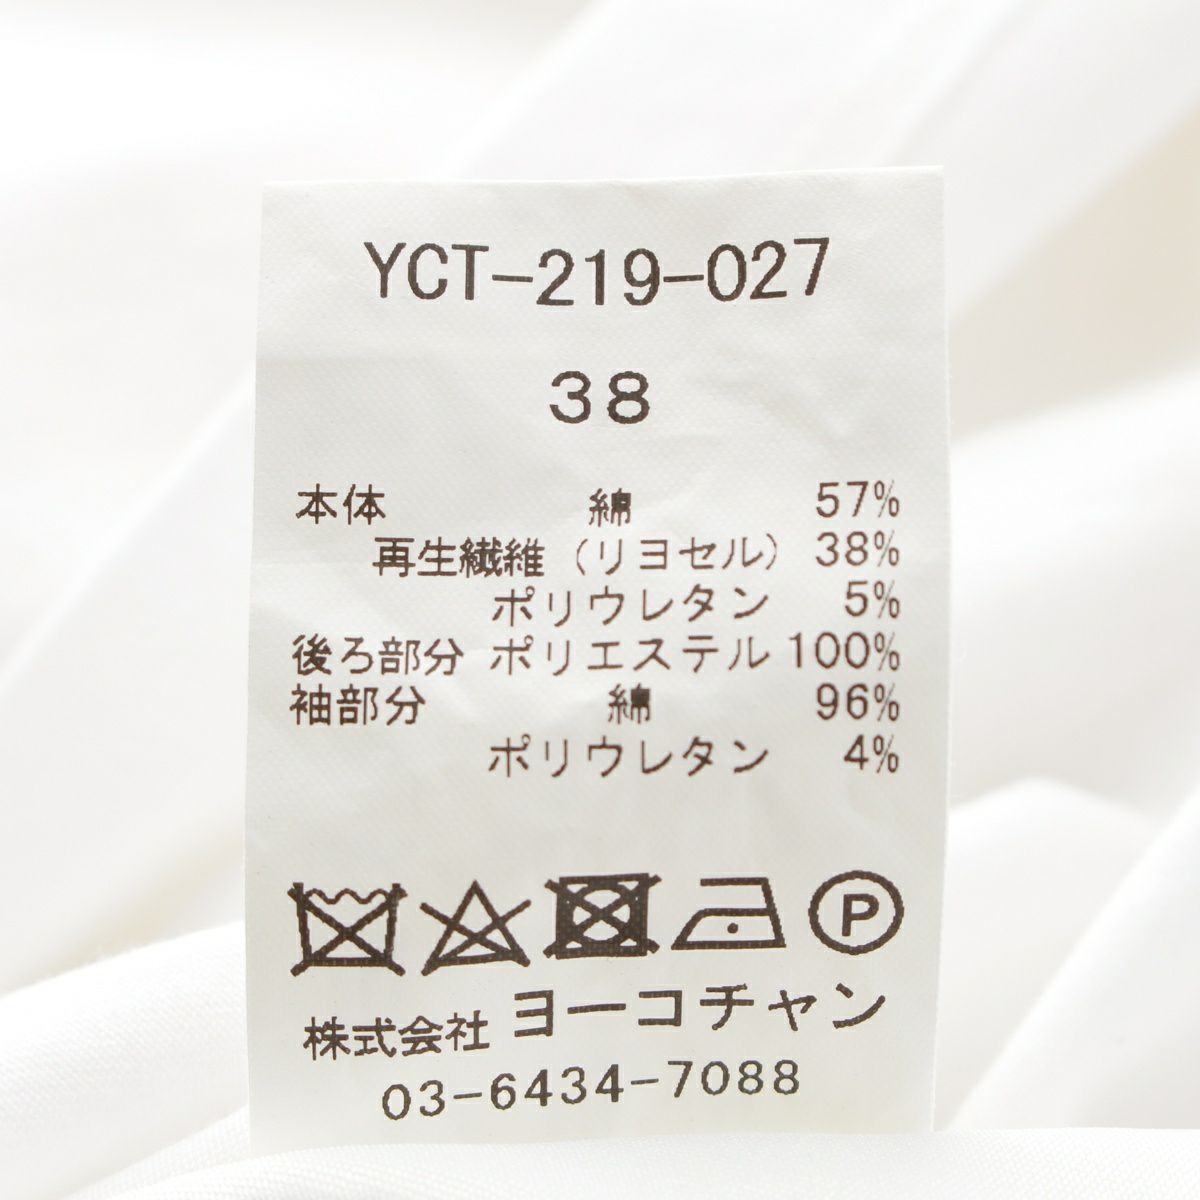 YCT-219-027
38
本体 綿 57%
再生繊維(リヨセル) 38%
ポリウレタン 5%
後ろ部分 ポリエステル 100%
袖部分 綿 96%
ポリウレタン 4%
P
株式会社 ヨーコチャン
03-6434-7088